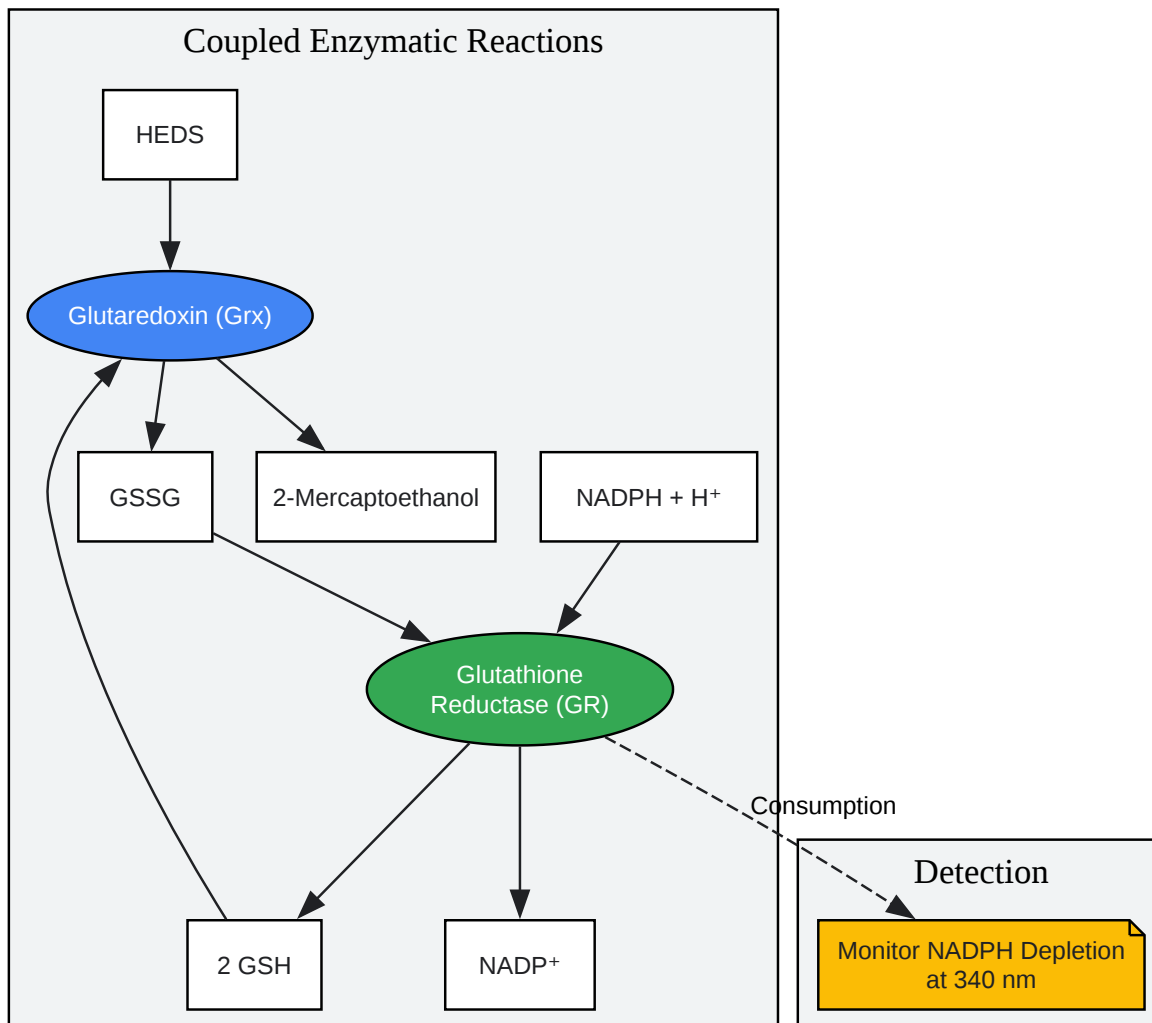 Coupled Enzymatic Reactions
HEDS
Glutaredoxin (Grx)
GSSG
2-Mercaptoethanol
NADPH + H⁺
Glutathione
Reductase (GR)
Consumption
Detection
2 GSH
NADP⁺
Monitor NADPH Depletion
at 340 nm